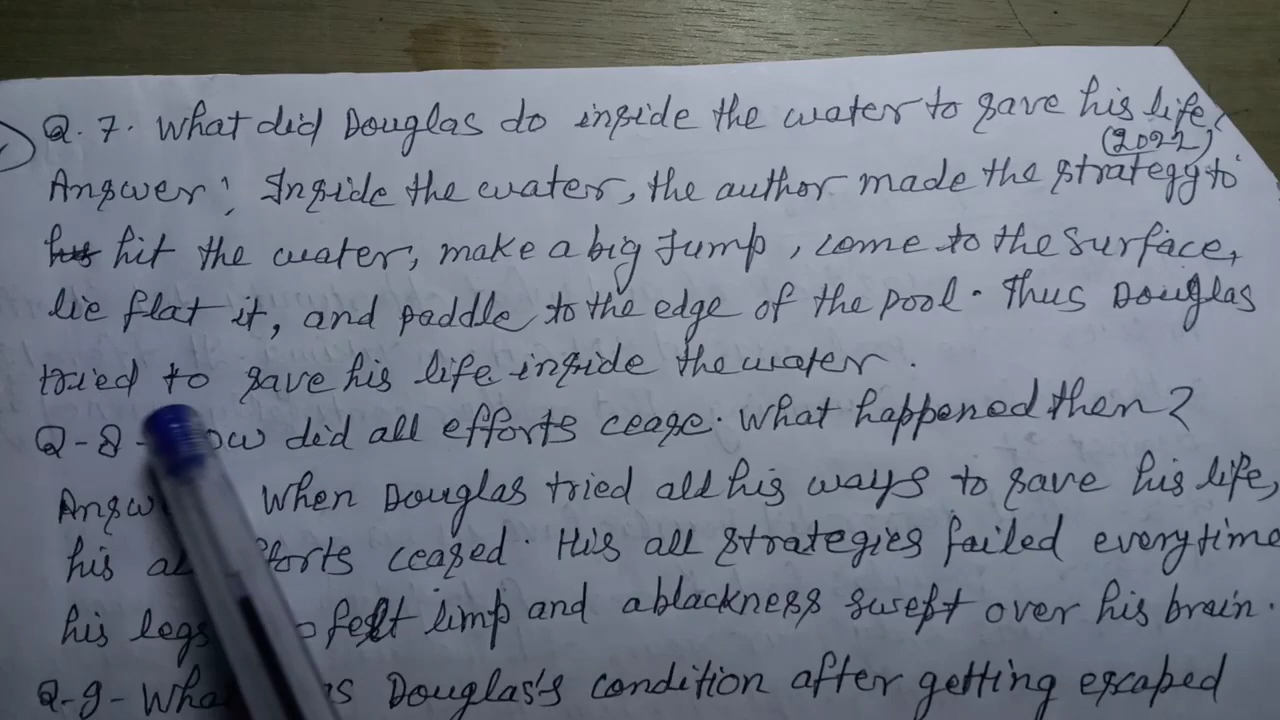 Q.7. What did Douglas do inside the water to save his life?
(2022)
Answer: Inside the water, the author made the strategy to
his hit the water, make a big Jump, come to the surface,
lie flat it, and paddle to the edge of the pool. Thus Douglas
tried to save his life inside the water.
Q-8- did all efforts cease. What happened then?
When Douglas tried all his ways to save his life,
his ceased. His all strategies failed everytime
his legs felt limp and a blackness swept over his brain.
Q-9- Douglas's condition after getting escaped